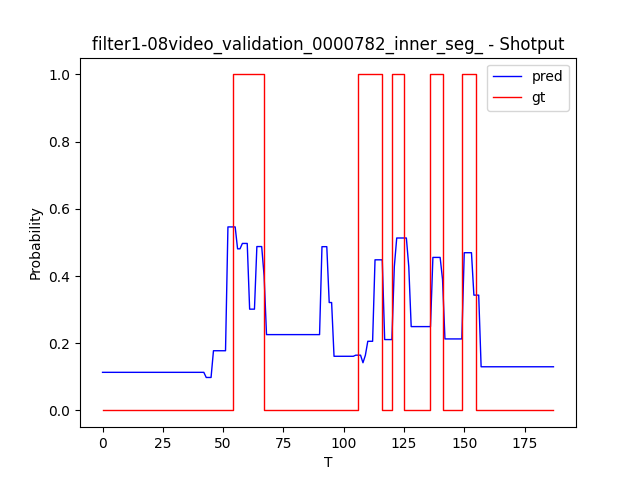 filter1-08video_validation_0000782_inner_seg_ - Shotput
pred
gt
1.0
0.8
0.6
0.4
0.2
0.0
Probability
0 25 50 75 100 125 150 175
T